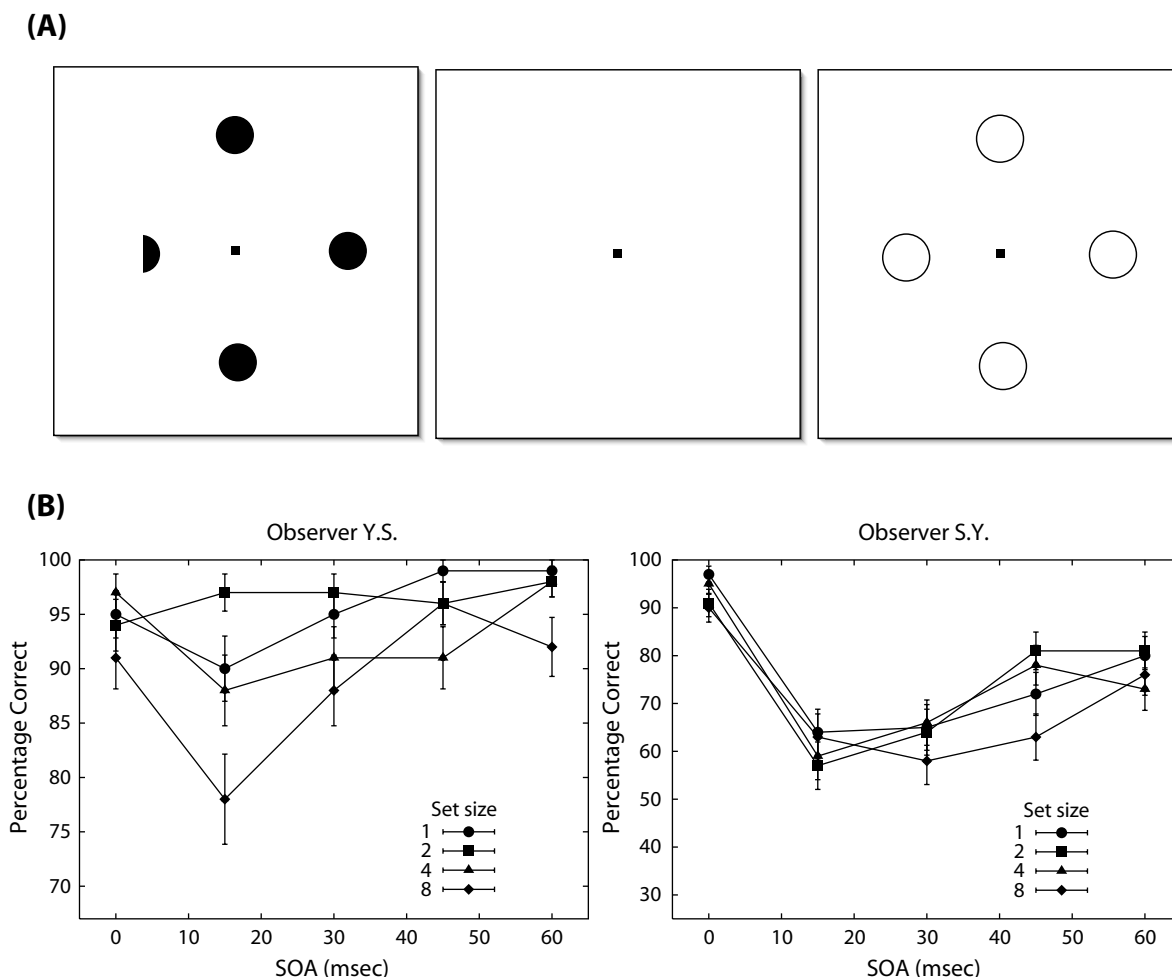 (A)
(B)
Observer Y.S.
Percentage Correct
100
95
90
85
80
75
70
Set size
1
2
4
8
0 10 20 30 40 50 60
SOA (msec)
Observer S.Y.
Percentage Correct
100
90
80
70
60
50
40
30
Set size
1
2
4
8
0 10 20 30 40 50 60
SOA (msec)